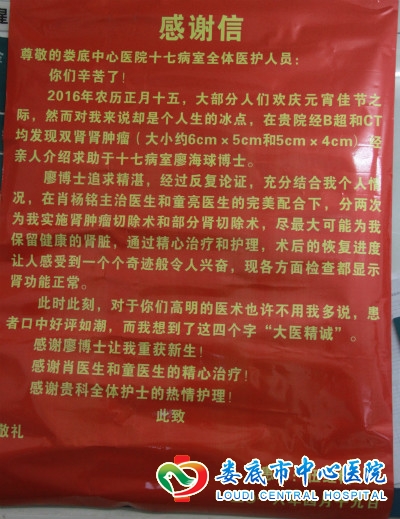 感谢信
尊敬的娄底中心医院十七病室全体医护人员：
你们辛苦了！
2016年农历正月十五，大部分人们欢庆元宵佳节之
际，然而对我来说却是个人生的冰点，在贵院经B超和CT
均发现双肾肾肿瘤（大小约6cm×5cm和5cm×4cm）经
亲人介绍求助于十七病室廖海球博士。
廖博士追求精湛，经过反复论证，充分结合我个人情
况，在肖杨铭主治医生和童亮医生的完美配合下，分两次
为我实施肾肿瘤切除术和部分肾切除术，尽最大可能为我
保留健康的肾脏，通过精心治疗和护理，术后的恢复进度
让人感受到一个个奇迹般令人兴奋，现各方面检查都显示
肾功能正常。
此时此刻，对于你们高明的医术也许不用我多说，患
者口中好评如潮，而我想到了这四个字“大医精诚”。
感谢廖博士让我重获新生！
感谢肖医生和童医生的精心治疗！
感谢贵科全体护士的热情护理！
此致
敬礼
娄底市中心医院
LOUDI CENTRAL HOSPITAL